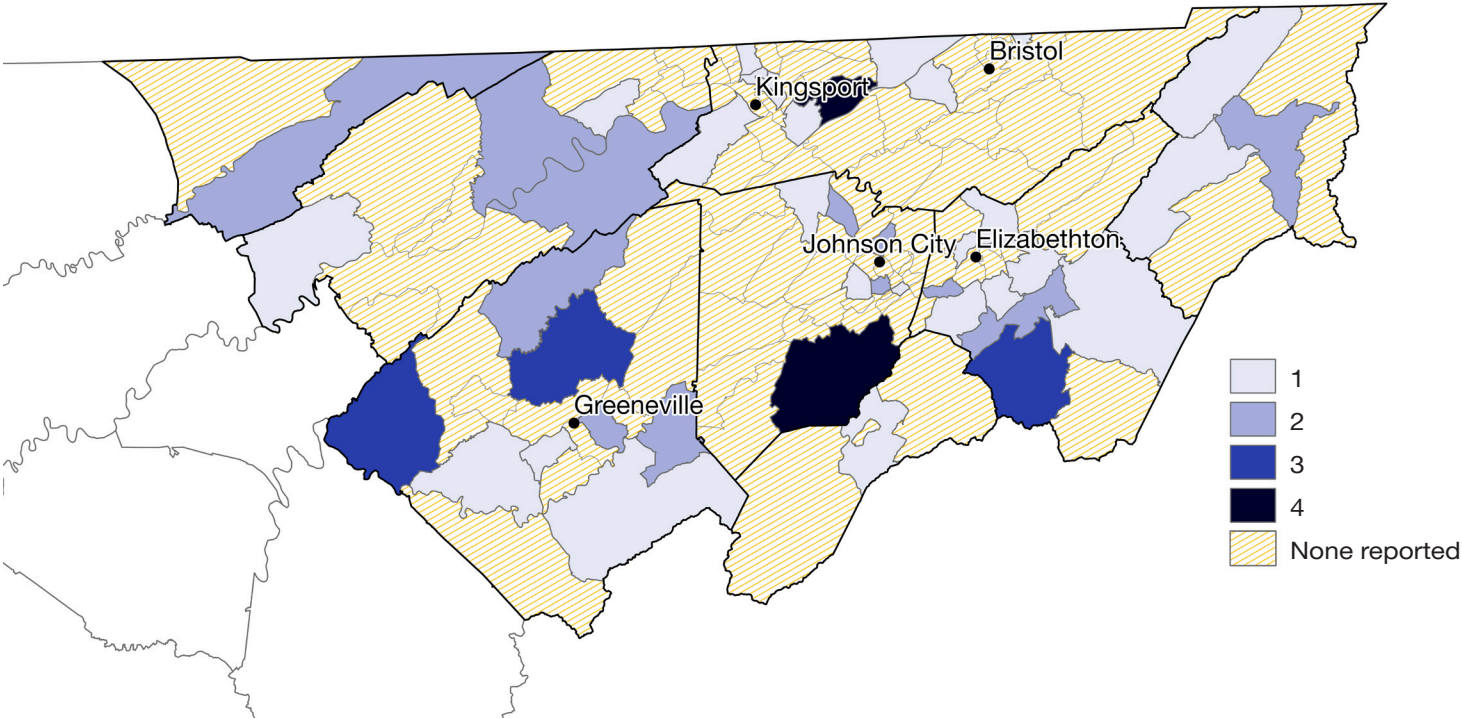 Bristol
Kingsport
Johnson City
Elizabethton
Greeneville
1
2
3
4
None reported